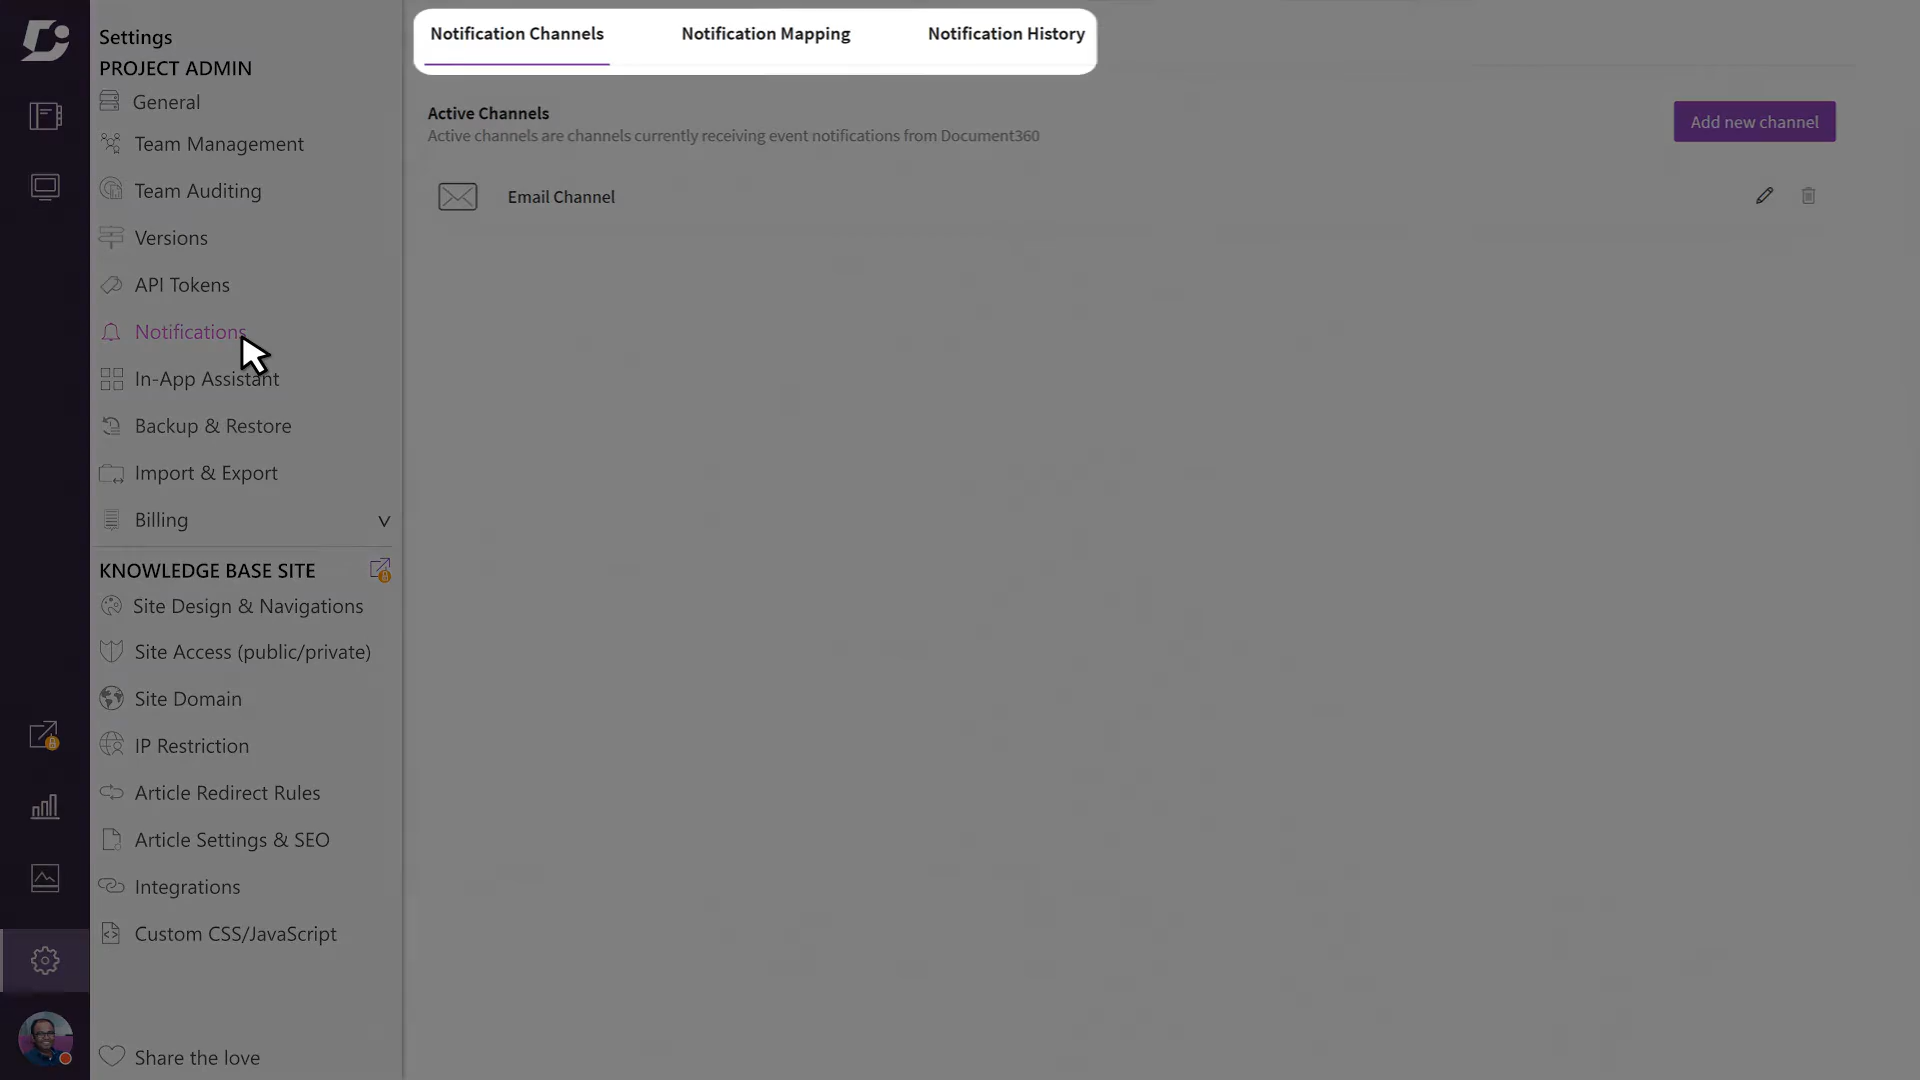 Settings
PROJECT ADMIN
General
Team Management
Team Auditing
Versions
API Tokens
Notifications
In-App Assistant
Backup & Restore
Import & Export
Billing
KNOWLEDGE BASE SITE
Site Design & Navigations
Site Access (public/private)
Site Domain
IP Restriction
Article Redirect Rules
Article Settings & SEO
Integrations
Custom CSS/JavaScript
Share the love
Notification Channels
Notification Mapping
Notification History
Active Channels
Active channels are channels currently receiving event notifications from Document360
Add new channel
Email Channel